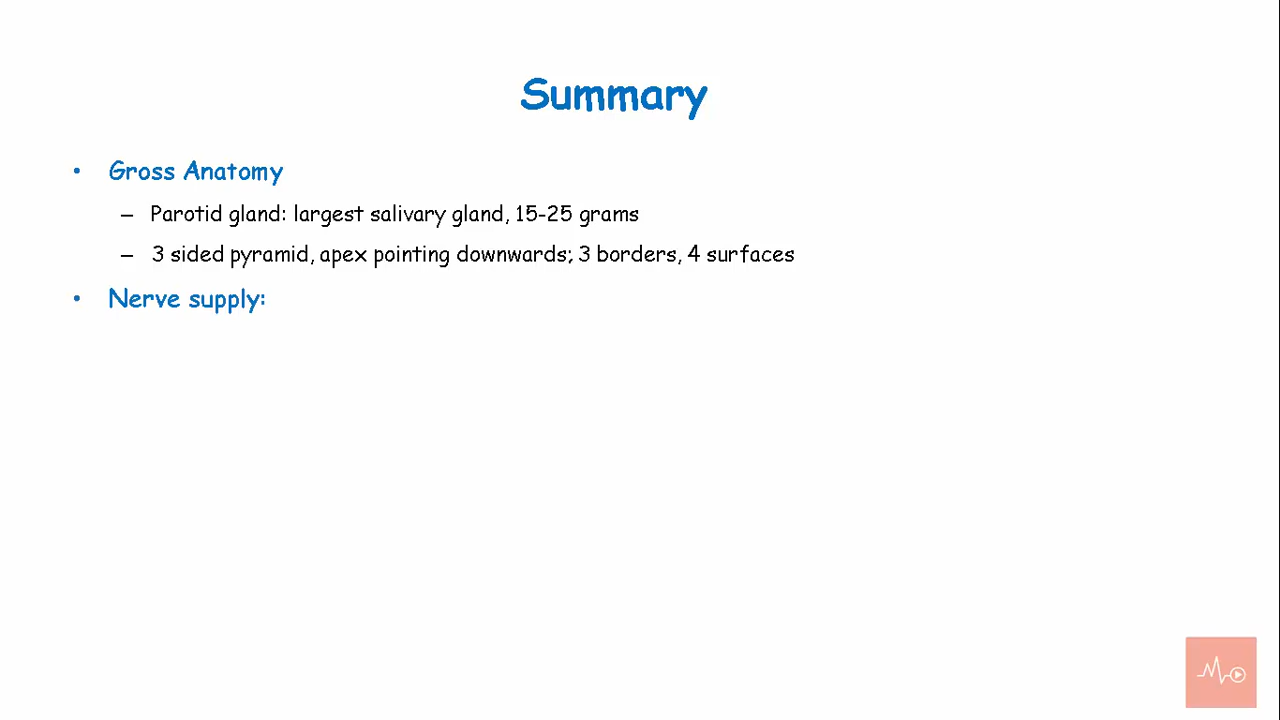 Summary
• Gross Anatomy
– Parotid gland: largest salivary gland, 15-25 grams
– 3 sided pyramid, apex pointing downwards; 3 borders, 4 surfaces
• Nerve supply: